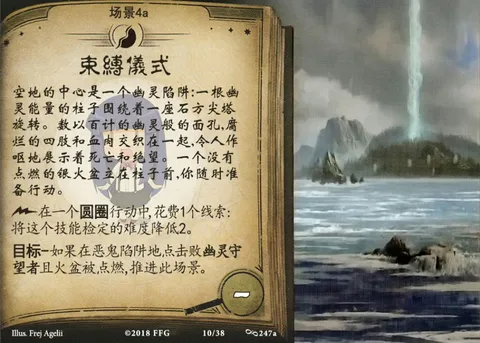 场景4a
束縛儀式
空地的中心是一个幽灵陷阱:一根幽
灵能量的柱子围绕着一座石方尖塔
旋转。数以百计的幽灵般的面孔,腐
烂的四肢和血肉交织在一起,令人作
呕地展示着死亡和绝望。一个没有
点燃的银火盆立在柱子前,你随时准
备行动。
在一个圆圈行动中,花费1个线索:
将这个技能检定的难度降低2。
目标–如果在恶鬼陷阱地点击败幽灵守
望者且火盆被点燃,推进此场景。
–
Illus. Frej Agelii ©2018 FFG 10/38 247a